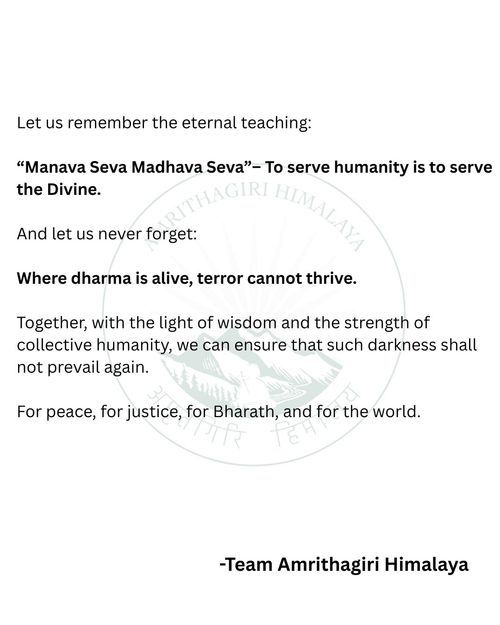 Let us remember the eternal teaching:
“Manava Seva Madhava Seva”– To serve humanity is to serve
the Divine.
AMRITHAGIRI HIMALAYA
And let us never forget:
Where dharma is alive, terror cannot thrive.
Together, with the light of wisdom and the strength of
collective humanity, we can ensure that such darkness shall
not prevail again.
For peace, for justice, for Bharath, and for the world.
हिमालय
-Team Amrithagiri Himalaya